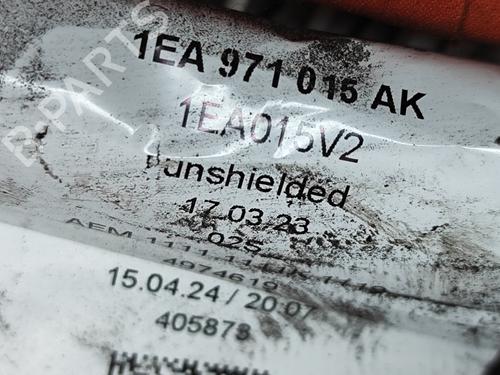 1EA 971 015 AK
1EA015V2
unshielded
17.03.23
025
4974619
15.04.24 / 20:07
405878
B-PARTS